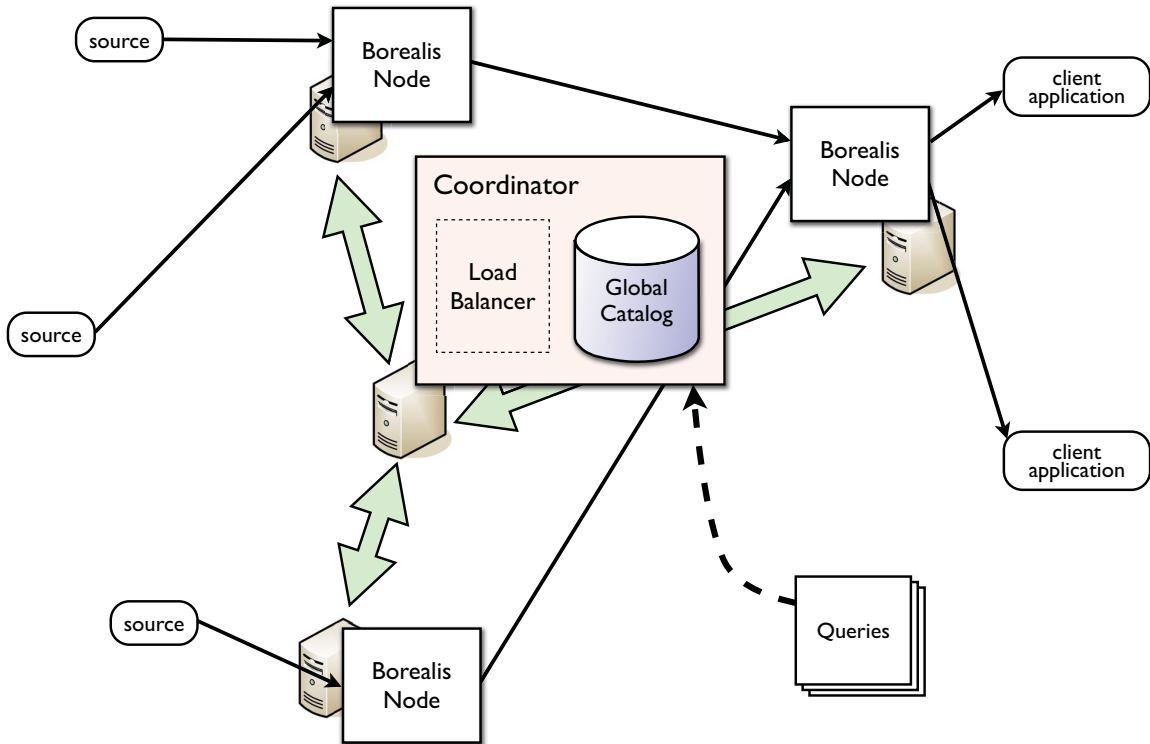 source
Borealis
Node
client
application
Borealis
Node
Coordinator
Load
Balancer
Global
Catalog
source
client
application
source
Borealis
Node
Queries